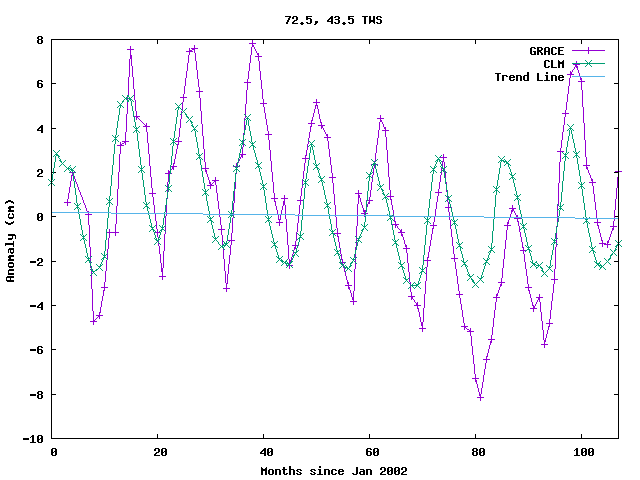 72.5, 43.5 TWS
GRACE
CLM
Trend Line
8
6
4
2
0
-2
-4
-6
-8
-10
Anomaly (cm)
0 20 40 60 80 100
Months since Jan 2002